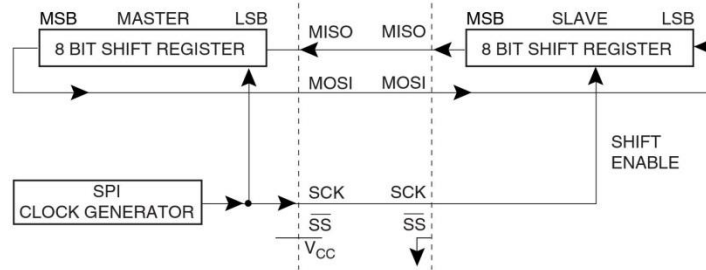 MSB MASTER LSB
8 BIT SHIFT REGISTER
MISO MISO
MSB SLAVE LSB
8 BIT SHIFT REGISTER
MOSI MOSI
SHIFT
ENABLE
SPI
CLOCK GENERATOR
SCK SCK
SS SS
VCC